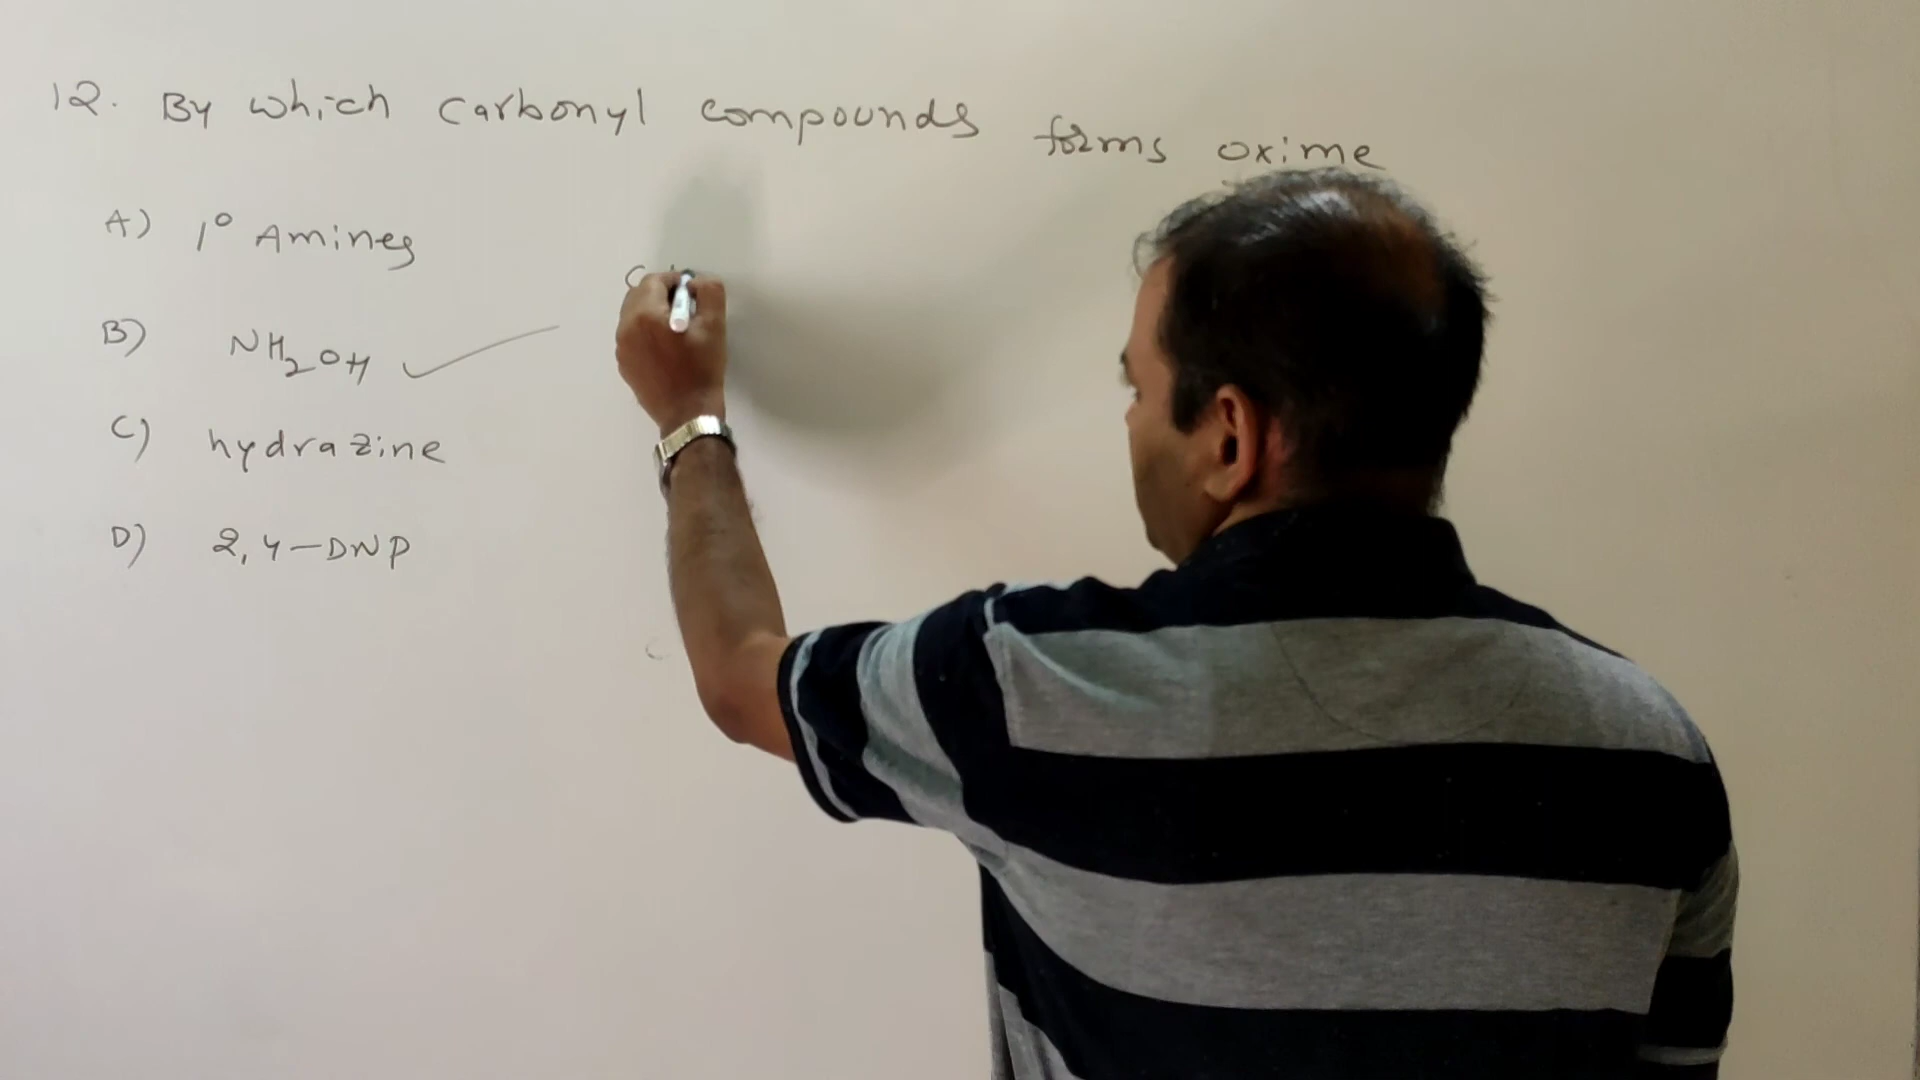 12. By which carbonyl compounds forms oxime
A) 1° Amines
B) NH₂OH ✓
C) hydrazine
D) 2,4-DNP